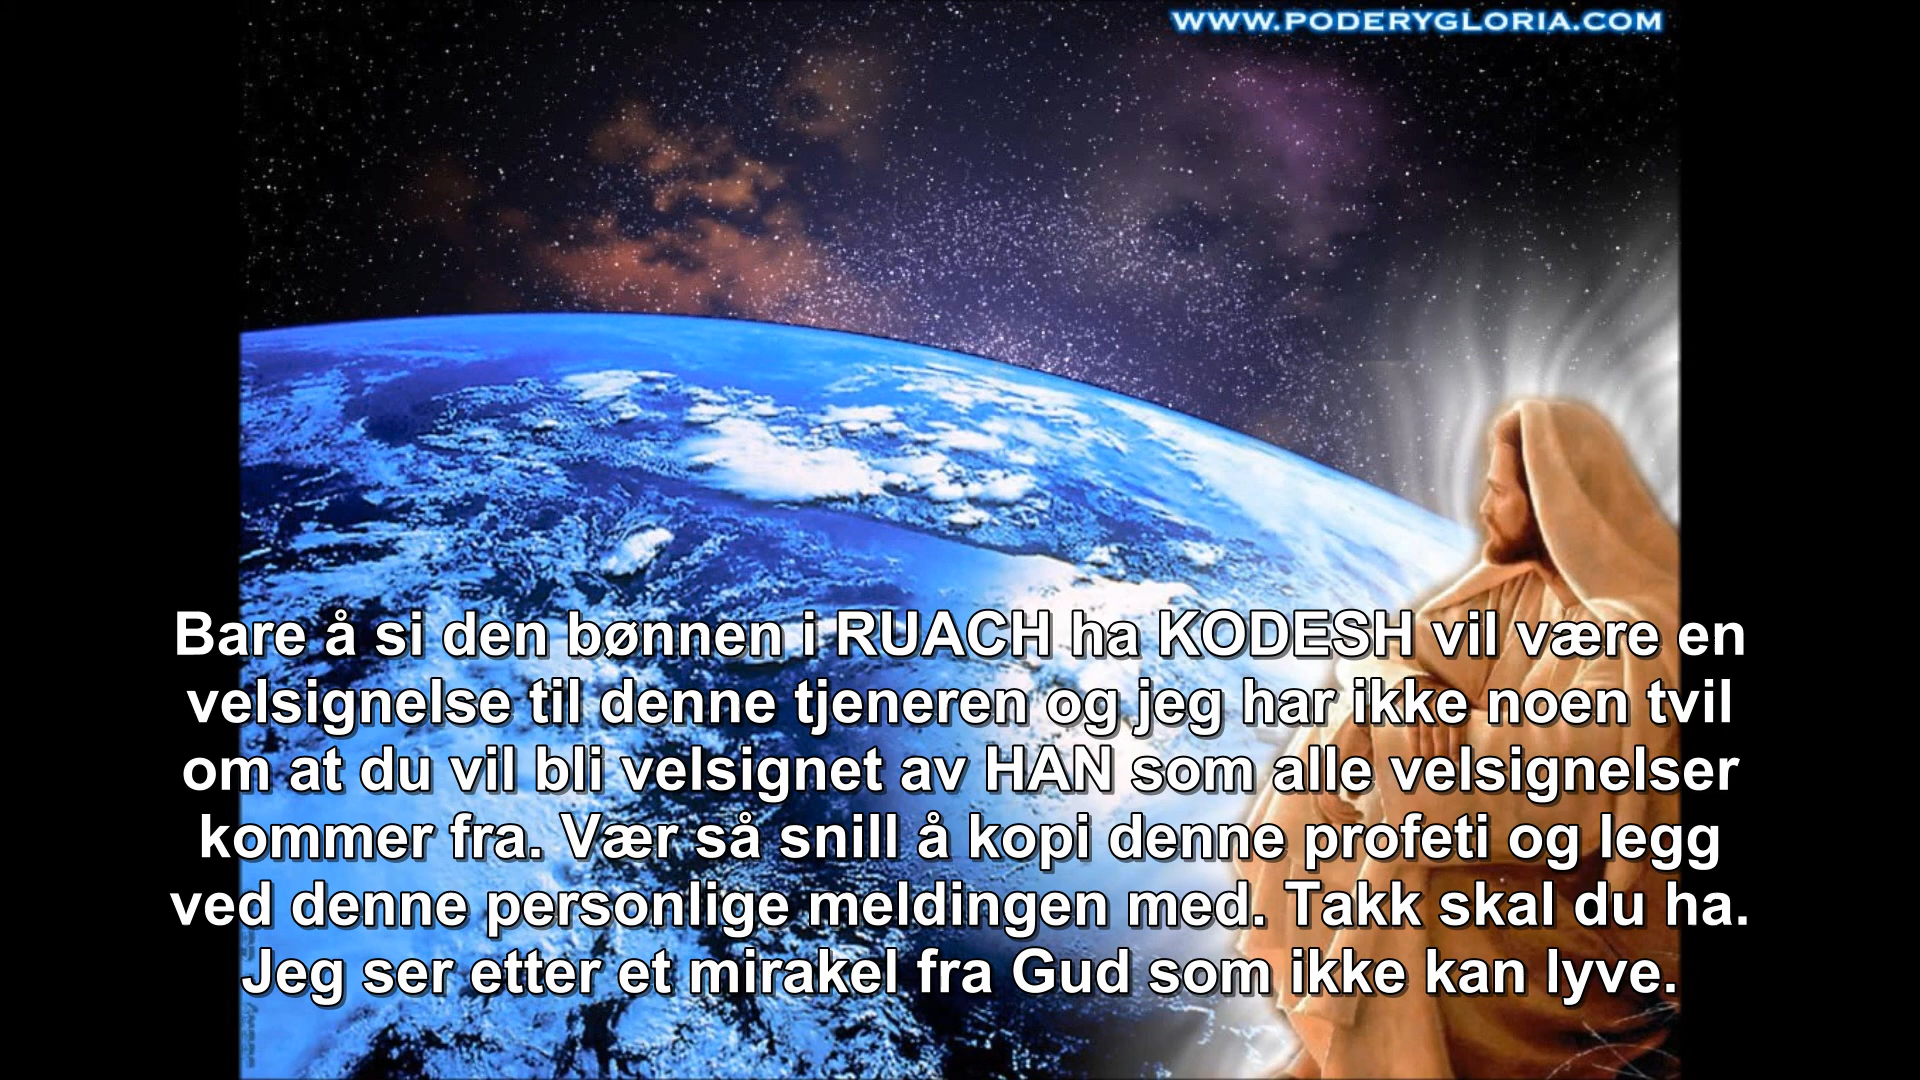 WWW.PODERYGLORIA.COM
Bare å si den bønnen i RUACH ha KODESH vil være en
velsignelse til denne tjeneren og jeg har ikke noen tvil
om at du vil bli velsignet av HAN som alle velsignelser
kommer fra. Vær så snill å kopi denne profeti og legg
ved denne personlige meldingen med. Takk skal du ha.
Jeg ser etter et mirakel fra Gud som ikke kan lyve.